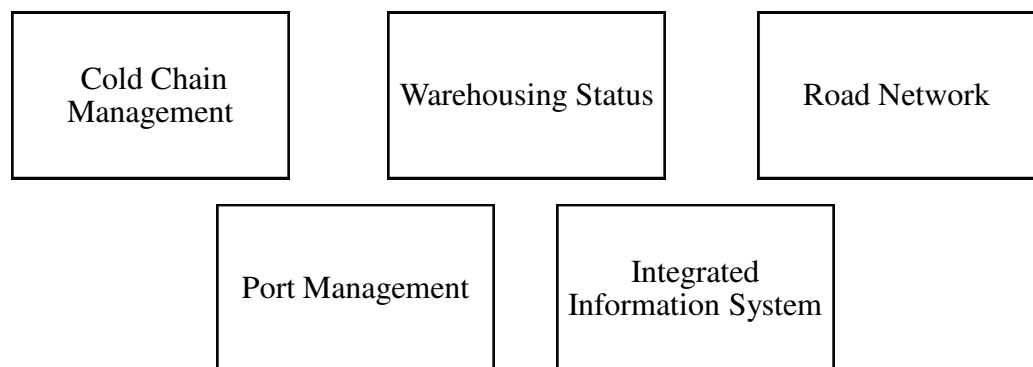 Cold Chain
Management
Warehousing Status
Road Network
Port Management
Integrated
Information System